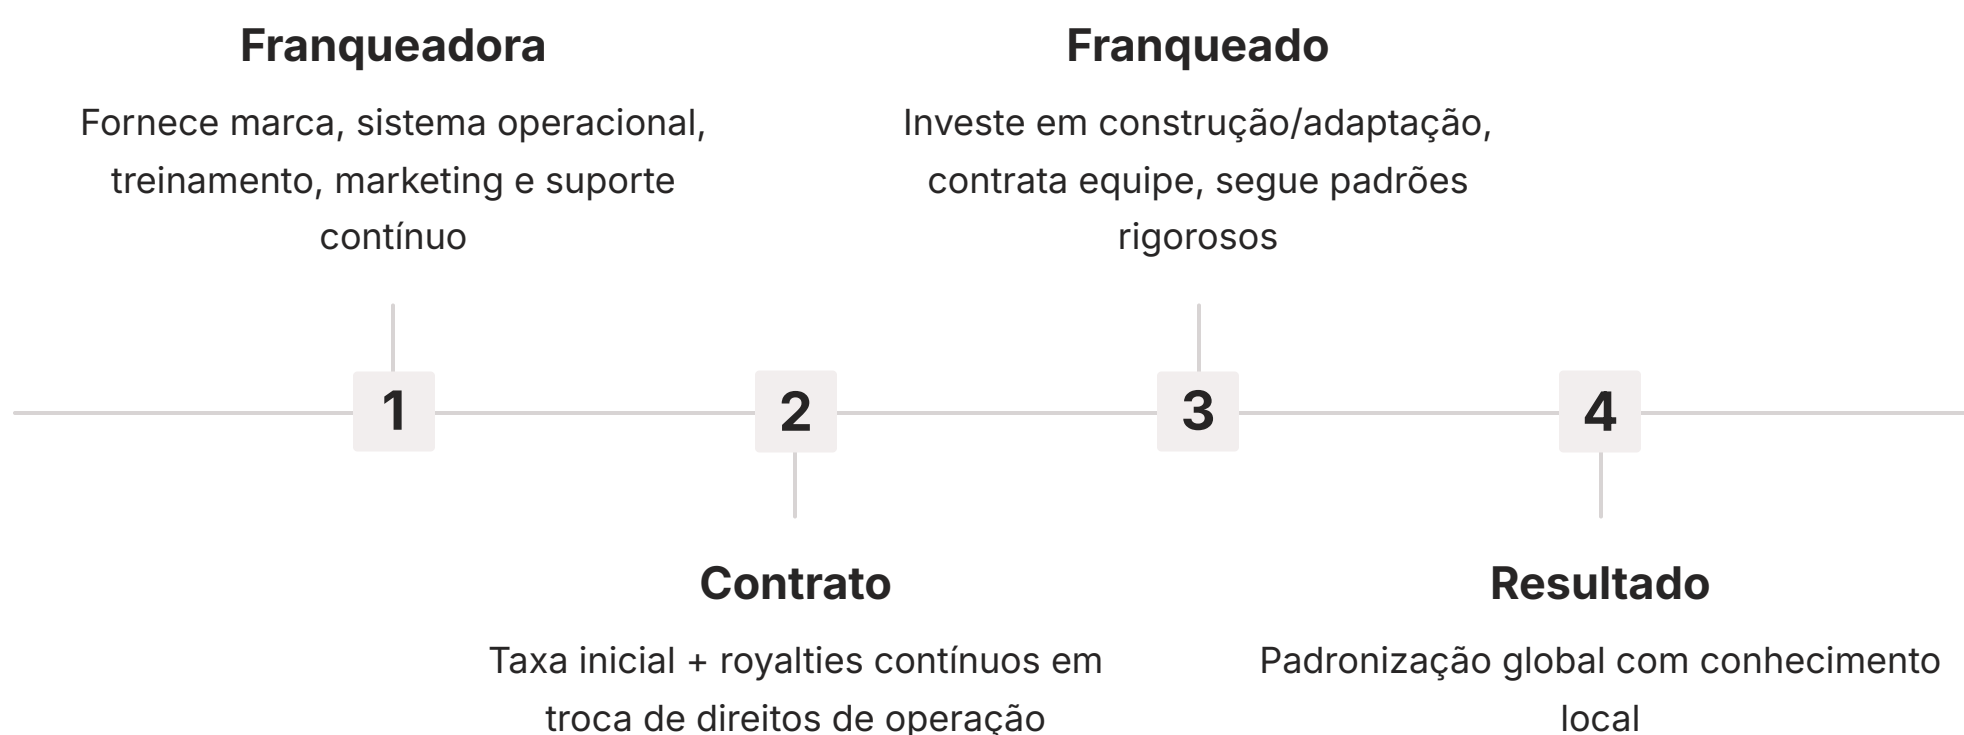 Franqueadora
Fornece marca, sistema operacional,
treinamento, marketing e suporte
contínuo
Franqueado
Investe em construção/adaptação,
contrata equipe, segue padrões
rigorosos
1
2
3
4
Contrato
Taxa inicial + royalties contínuos em
troca de direitos de operação
Resultado
Padronização global com conhecimento
local